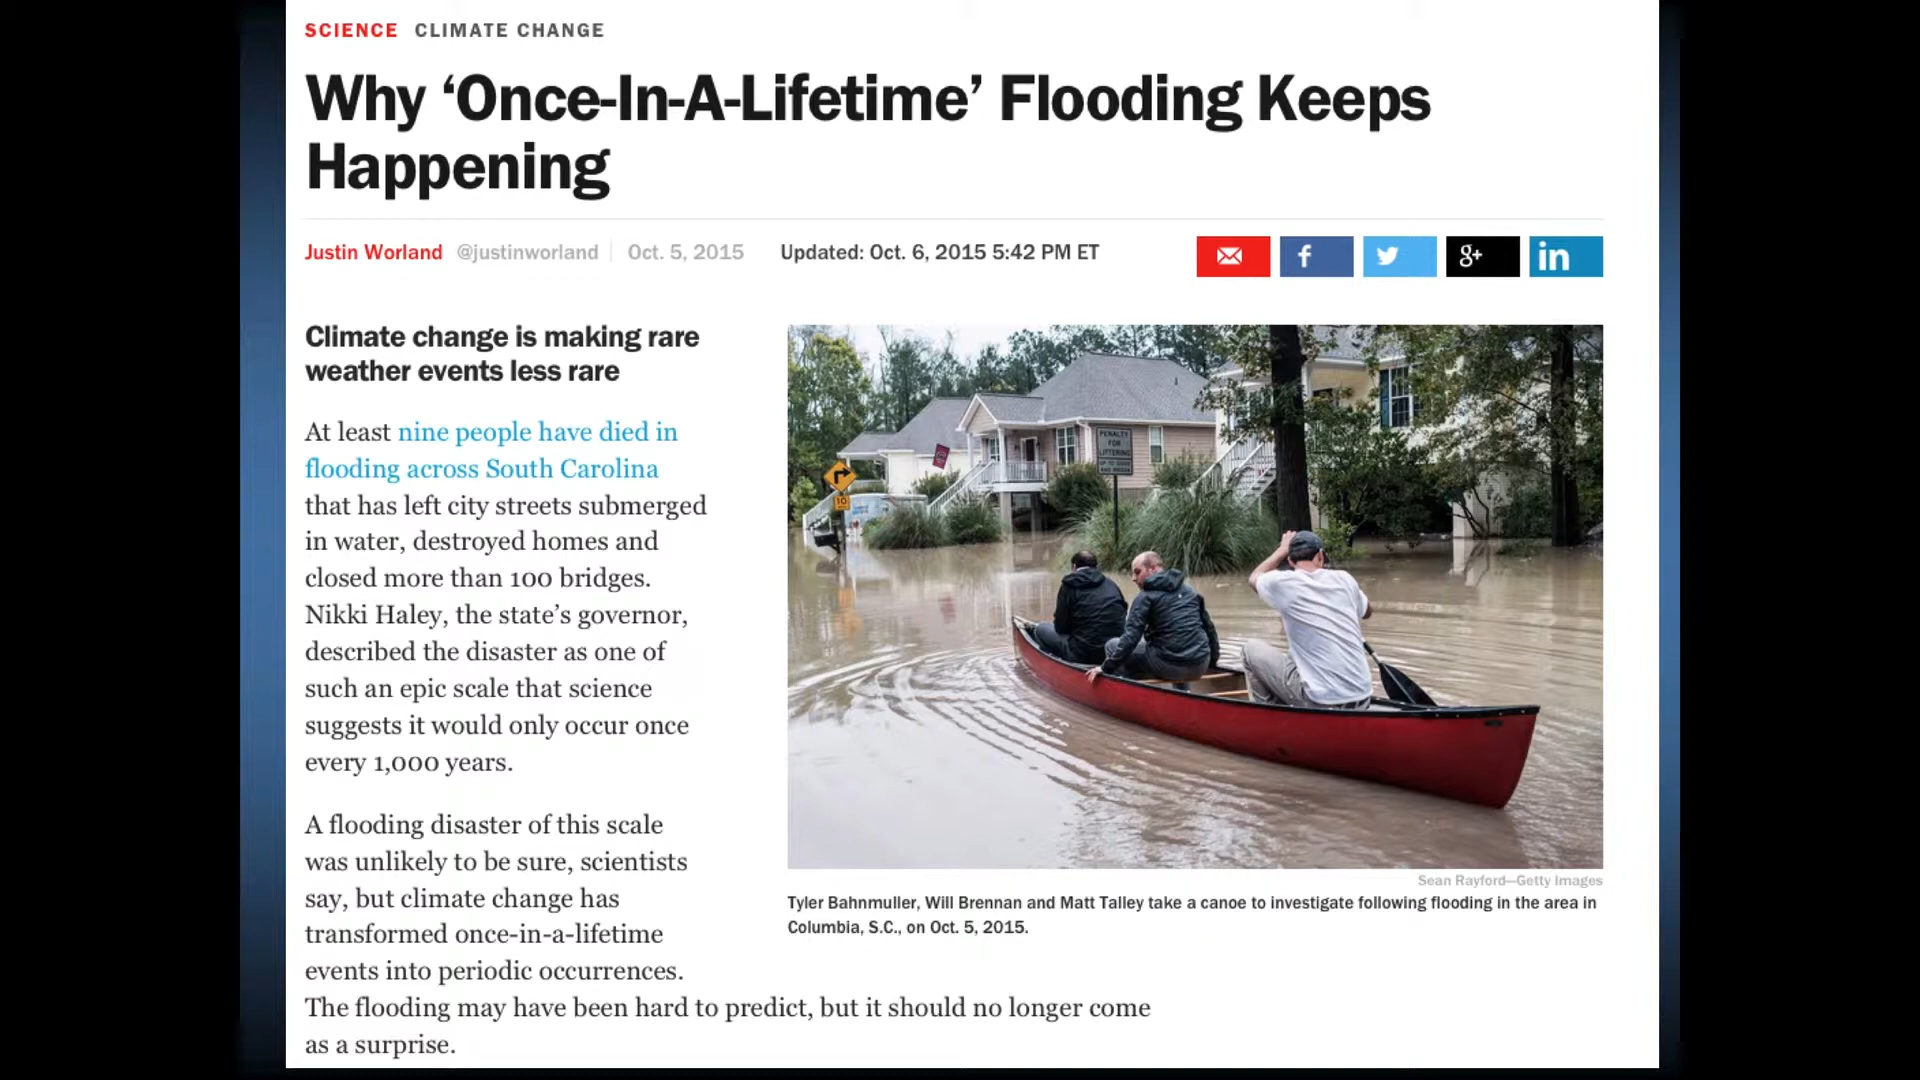 SCIENCE CLIMATE CHANGE
Why ‘Once-In-A-Lifetime’ Flooding Keeps
Happening
Justin Worland @justinworland Oct. 5, 2015 Updated: Oct. 6, 2015 5:42 PM ET
f g+ in
Climate change is making rare
weather events less rare
At least nine people have died in
flooding across South Carolina
that has left city streets submerged
in water, destroyed homes and
closed more than 100 bridges.
Nikki Haley, the state’s governor,
described the disaster as one of
such an epic scale that science
suggests it would only occur once
every 1,000 years.
A flooding disaster of this scale
was unlikely to be sure, scientists
say, but climate change has
transformed once-in-a-lifetime
events into periodic occurrences.
The flooding may have been hard to predict, but it should no longer come
as a surprise.
PENALTY
FOR
LITTERING
10
Sean Rayford—Getty Images
Tyler Bahnmuller, Will Brennan and Matt Talley take a canoe to investigate following flooding in the area in
Columbia, S.C., on Oct. 5, 2015.